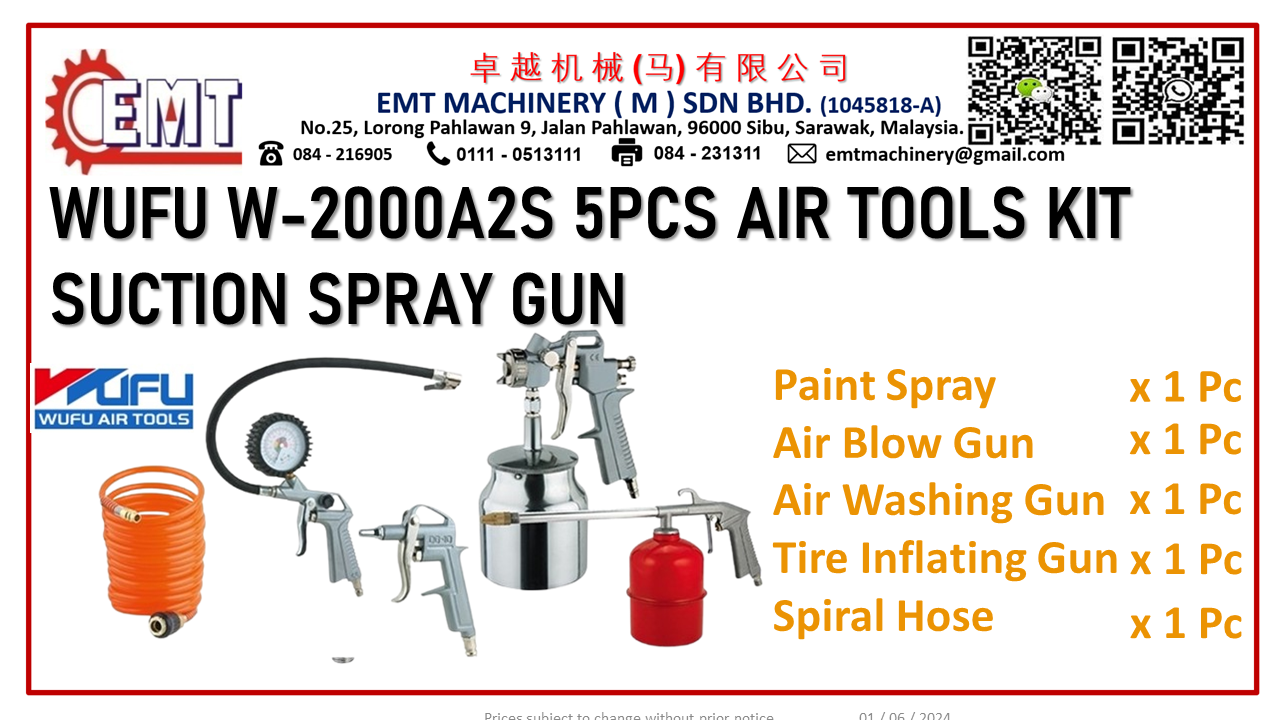 EMT
卓越机械(马)有限公司
EMT MACHINERY ( M ) SDN BHD. (1045818-A)
No.25, Lorong Pahlawan 9, Jalan Pahlawan, 96000 Sibu, Sarawak, Malaysia.
084 - 216905 0111 - 0513111 084 - 231311 emtmachinery@gmail.com
WUFU W-2000A2S 5PCS AIR TOOLS KIT
SUCTION SPRAY GUN
WUFU
WUFU AIR TOOLS
Paint Spray x 1 Pc
Air Blow Gun x 1 Pc
Air Washing Gun x 1 Pc
Tire Inflating Gun x 1 Pc
Spiral Hose x 1 Pc
CE
DG-10
Prices subject to change without prior notice 01 / 06 / 2024